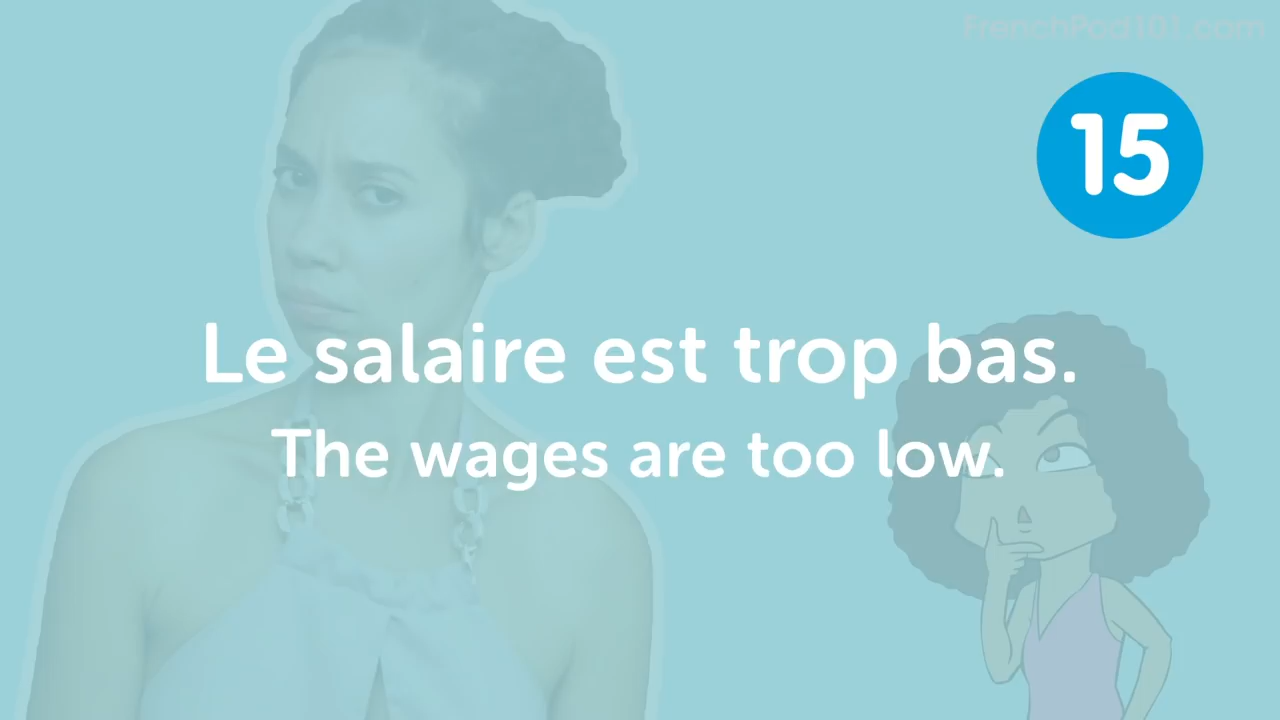 FrenchPod101.com
15
Le salaire est trop bas.
The wages are too low.